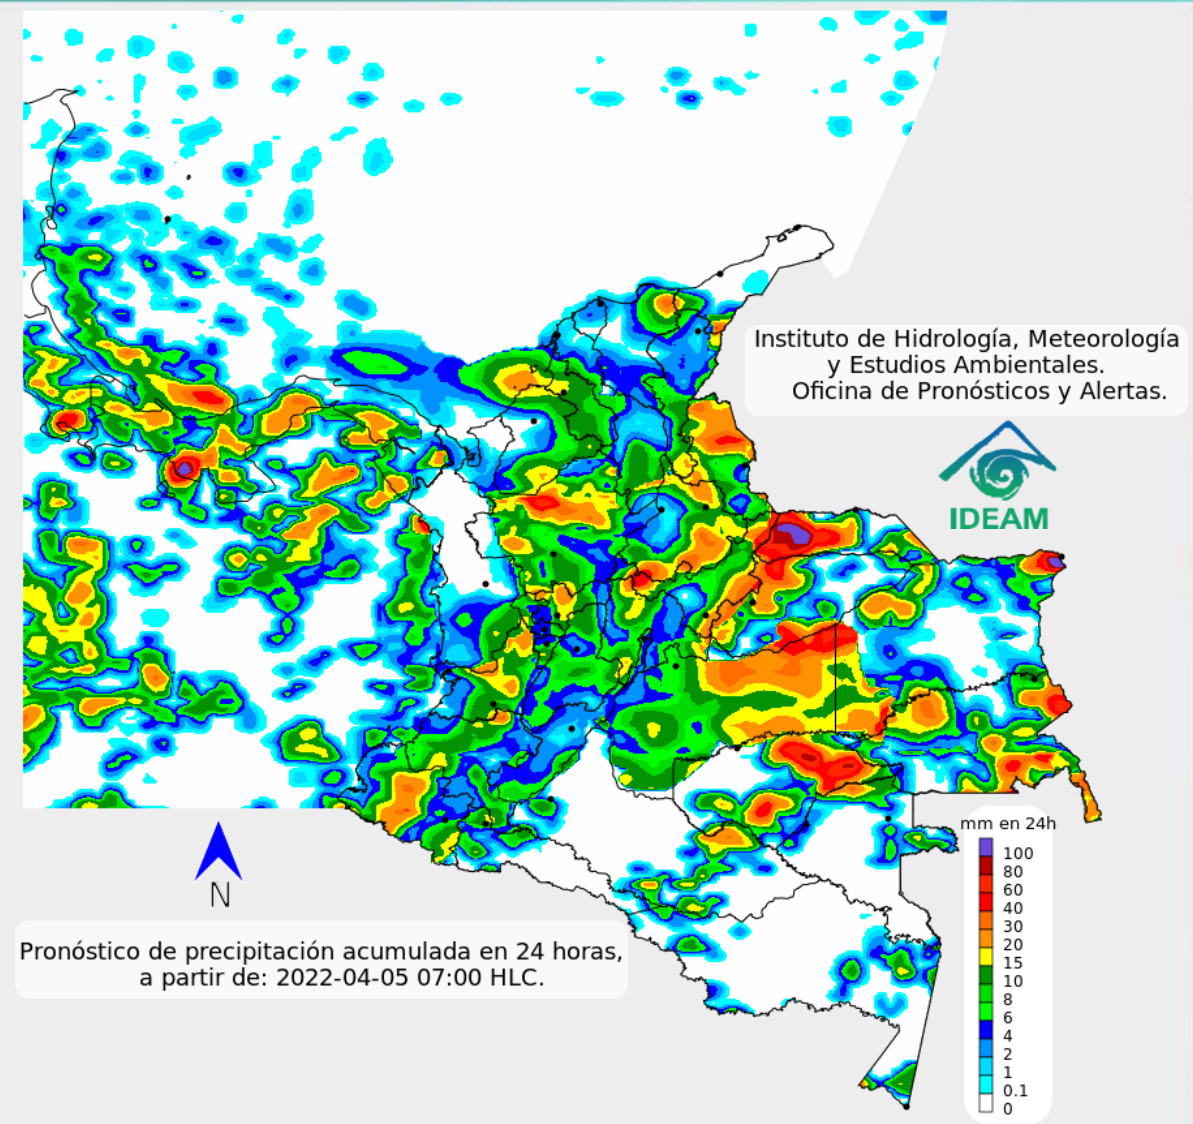 Instituto de Hidrología, Meteorología
y Estudios Ambientales.
Oficina de Pronósticos y Alertas.
IDEAM
mm en 24h
100
80
60
40
30
20
15
10
8
6
4
2
1
0.1
0
N
Pronóstico de precipitación acumulada en 24 horas,
a partir de: 2022-04-05 07:00 HLC.